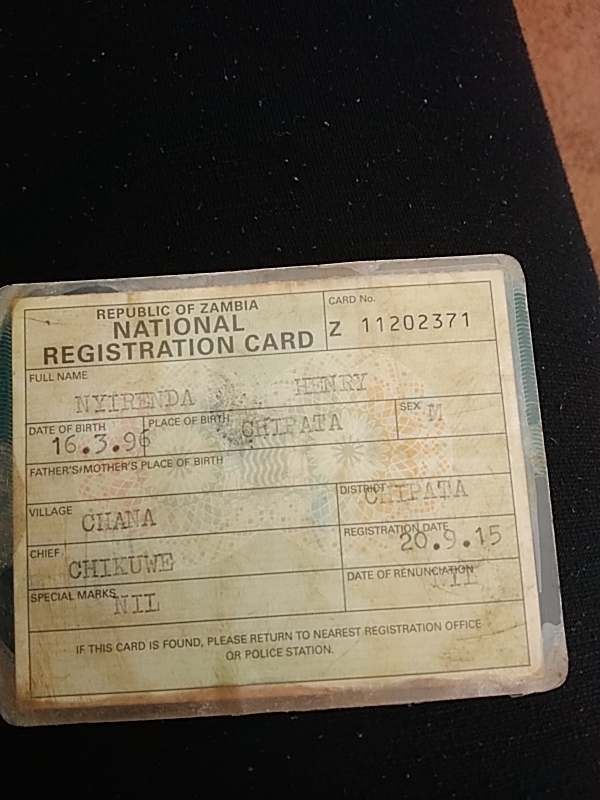 REPUBLIC OF ZAMBIA
NATIONAL
REGISTRATION CARD
CARD No.
Z 11202371
FULL NAME
NYIRENDA HENRY
DATE OF BIRTH
16.3.96
PLACE OF BIRTH
CHIPATA
SEX M
FATHER'S/MOTHER'S PLACE OF BIRTH
VILLAGE
CHANA
DISTRICT
CHIPATA
CHIEF
CHIKUWE
REGISTRATION DATE
20.9.15
SPECIAL MARKS
NIL
DATE OF RENUNCIATION
NIL
IF THIS CARD IS FOUND, PLEASE RETURN TO NEAREST REGISTRATION OFFICE
OR POLICE STATION.